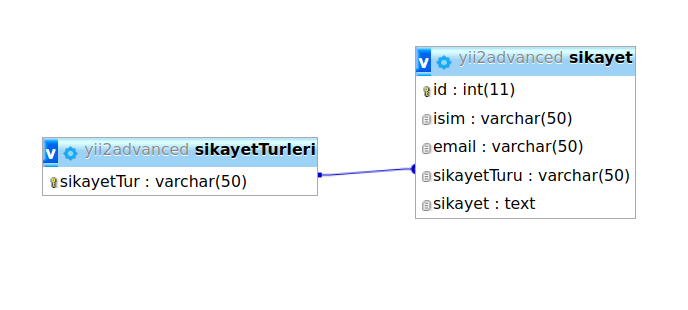 v yii2advanced sikayetTurleri
sikayetTur : varchar(50)
v yii2advanced sikayet
id : int(11)
isim : varchar(50)
email : varchar(50)
sikayetTuru : varchar(50)
sikayet : text